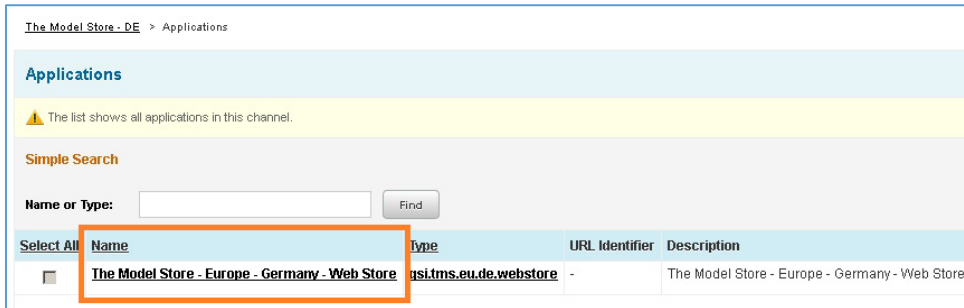 The Model Store - DE > Applications
Applications
The list shows all applications in this channel.
Simple Search
Name or Type: Find
Select All Name Type URL Identifier Description
The Model Store - Europe - Germany - Web Store qsi.tms.eu.de.webstore - The Model Store - Europe - Germany - Web Store